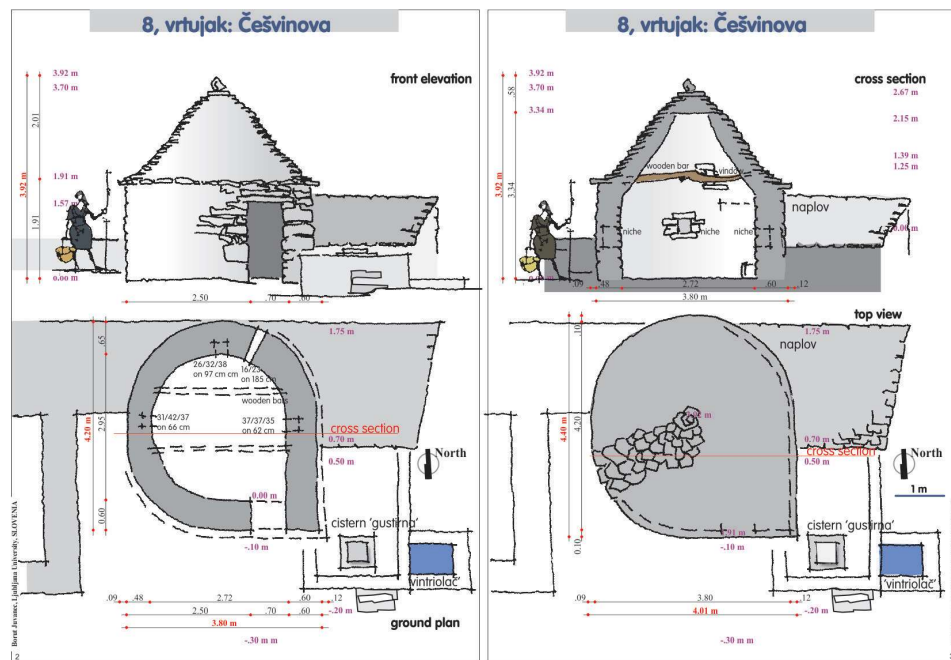 8, vrtujak: Češvinova
3.92 m
3.70 m
front elevation
2.01
3.92 m
1.91 m
1.57 m
1.91
0.00 m
2.50
.70
.60
4.20 m
.65
1.75 m
26/32/38
on 97 cm cm
16/23
on 185 cm
wooden bars
2.95
31/42/37
on 66 cm
37/37/35
on 62 cm
cross section
0.70 m
0.50 m
North
0.00 m
0.60
cistern 'gustirna'
-.10 m
'vintriolač'
.09
.48
2.72
.60
.12
-.20 m
2.50
.70
.60
3.80 m
ground plan
-.30 m
Borut Juvanec, Ljubljana University, SLOVENIA
2
8, vrtujak: Češvinova
3.92 m
3.70 m
3.34 m
.58
cross section
2.67 m
2.15 m
1.39 m
1.25 m
3.92 m
3.34
wooden bar
naplov
niche
niche
niche
.09
.48
2.72
.60
.12
3.80 m
top view
.10
1.75 m
naplov
4.40 m
4.20
0.70 m
cross section
0.50 m
North
1 m
cistern 'gustirna'
0.10
-.10 m
'vintriolač'
.09
3.80
.12
-.20 m
4.01 m
-.30 m